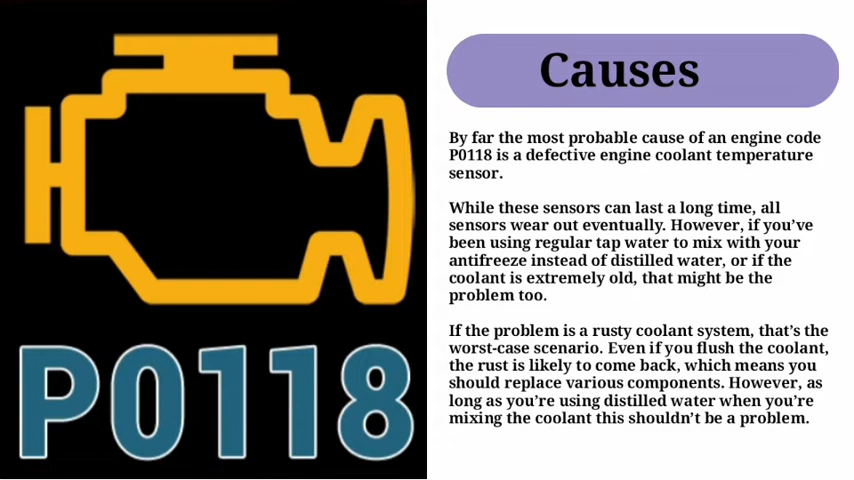 P0118
Causes
By far the most probable cause of an engine code
P0118 is a defective engine coolant temperature
sensor.
While these sensors can last a long time, all
sensors wear out eventually. However, if you’ve
been using regular tap water to mix with your
antifreeze instead of distilled water, or if the
coolant is extremely old, that might be the
problem too.
If the problem is a rusty coolant system, that’s the
worst-case scenario. Even if you flush the coolant,
the rust is likely to come back, which means you
should replace various components. However, as
long as you’re using distilled water when you’re
mixing the coolant this shouldn’t be a problem.